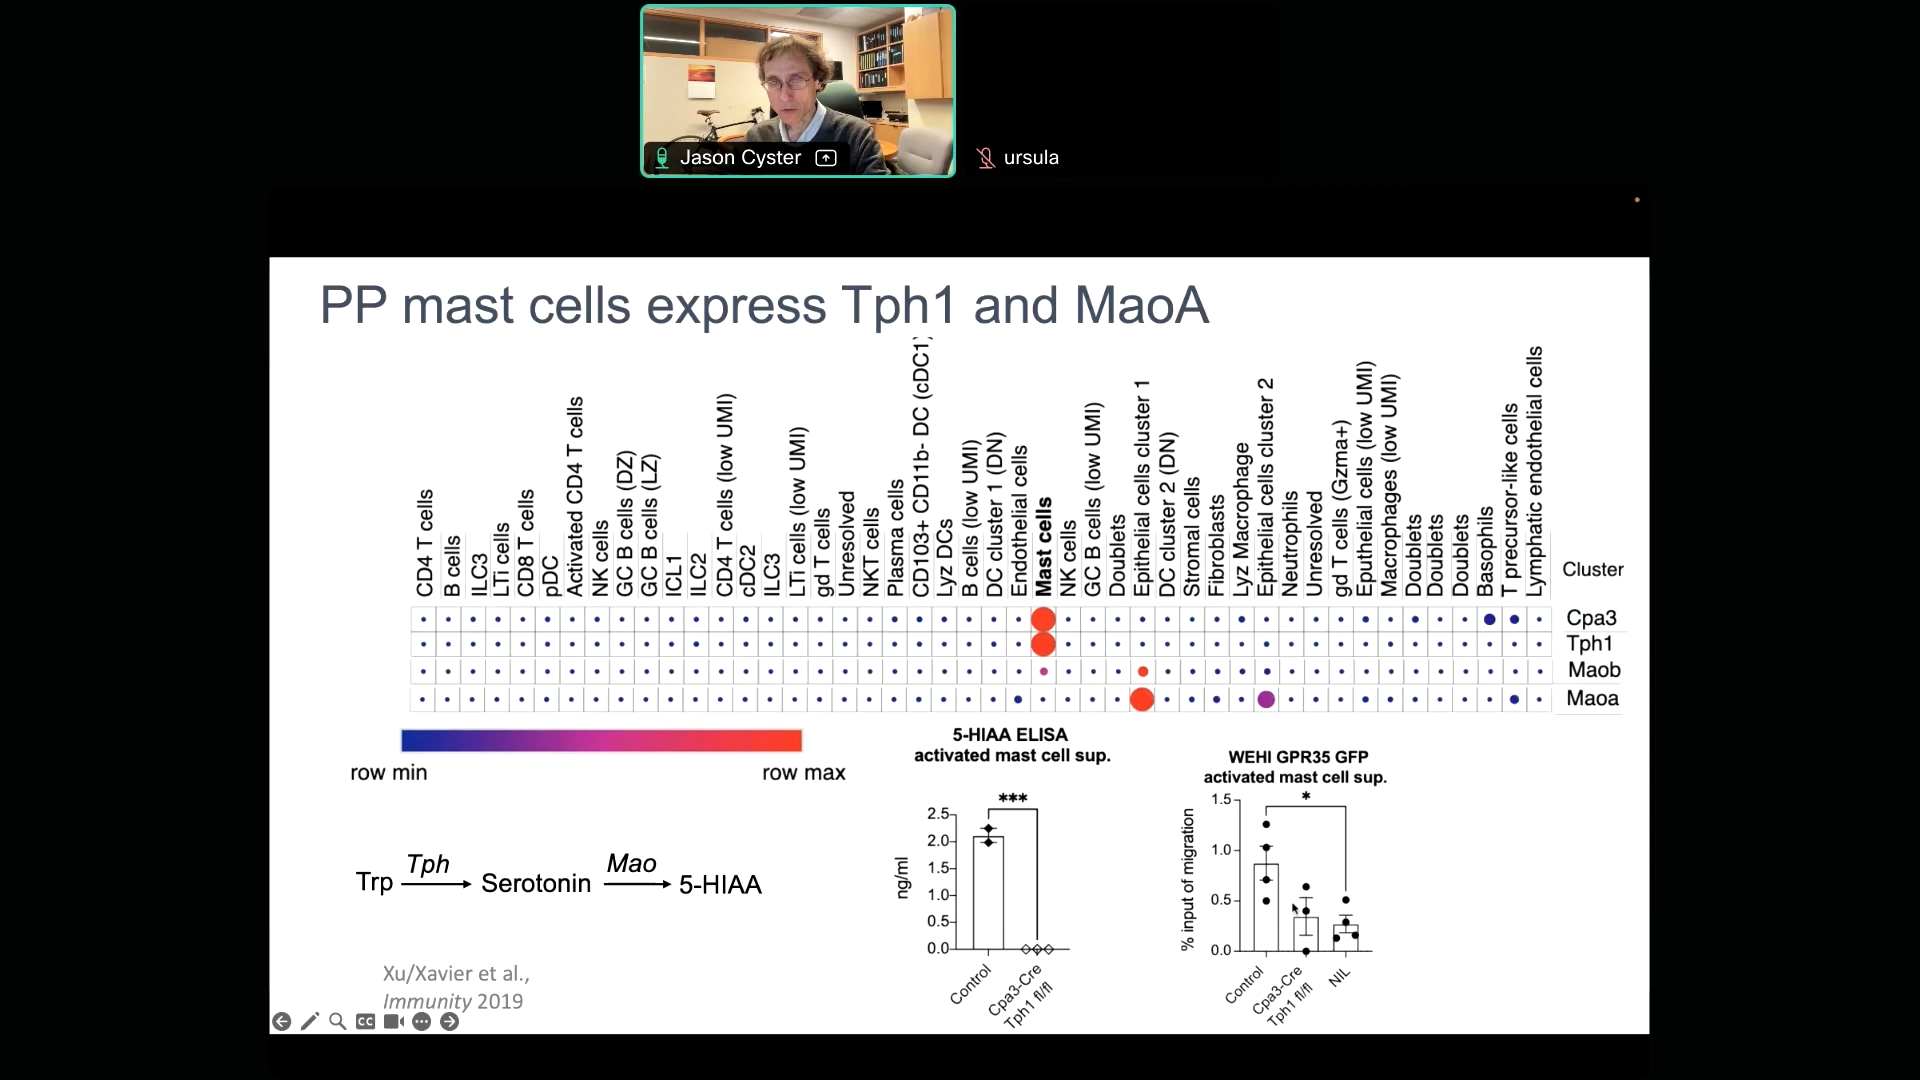 Jason Cyster
ursula
PP mast cells express Tph1 and MaoA
CD4 T cells
B cells
ILC3
LTi cells
CD8 T cells
pDC
Activated CD4 T cells
NK cells
GC B cells (DZ)
GC B cells (LZ)
ICL1
ILC2
CD4 T cells (low UMI)
cDC2
ILC3
LTi cells (low UMI)
gd T cells
Unresolved
NKT cells
Plasma cells
CD103+ CD11b- DC (cDC1)
Lyz DCs
B cells (low UMI)
DC cluster 1 (DN)
Endothelial cells
Mast cells
NK cells
GC B cells (low UMI)
Doublets
Epithelial cells cluster 1
DC cluster 2 (DN)
Stromal cells
Fibroblasts
Lyz Macrophage
Epithelial cells cluster 2
Neutrophils
Unresolved
gd T cells (Gzma+)
Eputhelial cells (low UMI)
Macrophages (low UMI)
Doublets
Doublets
Doublets
Basophils
T precursor-like cells
Lymphatic endothelial cells
Cluster
Cpa3
Tph1
Maob
Maoa
row min
row max
5-HIAA ELISA
activated mast cell sup.
***
2.5
2.0
1.5
1.0
0.5
0.0
ng/ml
Control
Cpa3-Cre
Tph1 fl/fl
WEHI GPR35 GFP
activated mast cell sup.
*
1.5
1.0
0.5
0.0
% input of migration
Control
Cpa3-Cre
Tph1 fl/fl
NIL
Trp Tph Serotonin Mao 5-HIAA
Xu/Xavier et al.,
Immunity 2019
CC